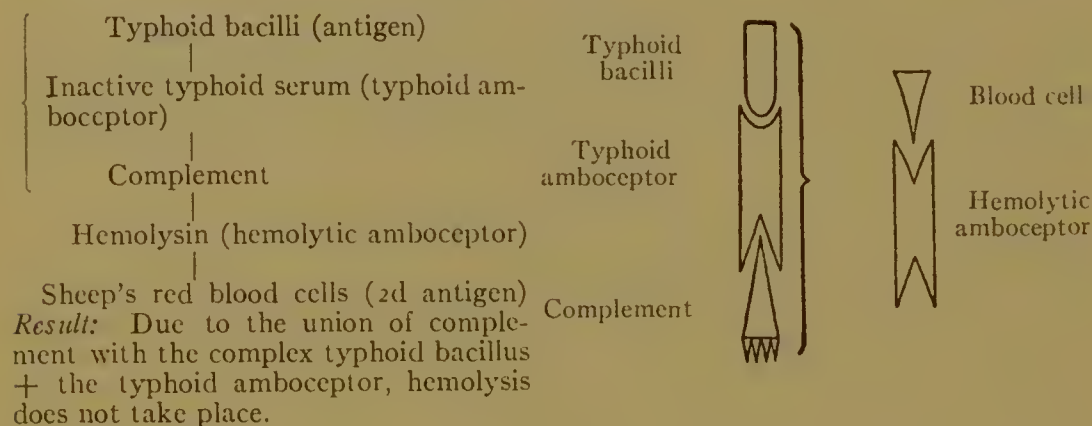 Typhoid bacilli (antigen)
Inactive typhoid serum (typhoid am-
boceptor)
Complement
Hemolysin (hemolytic amboceptor)
Sheep's red blood cells (2d antigen)
Result: Due to the union of comple-
ment with the complex typhoid bacillus
+ the typhoid amboceptor, hemolysis
does not take place.
Typhoid
bacilli
Typhoid
amboceptor
Complement
Blood cell
Hemolytic
amboceptor